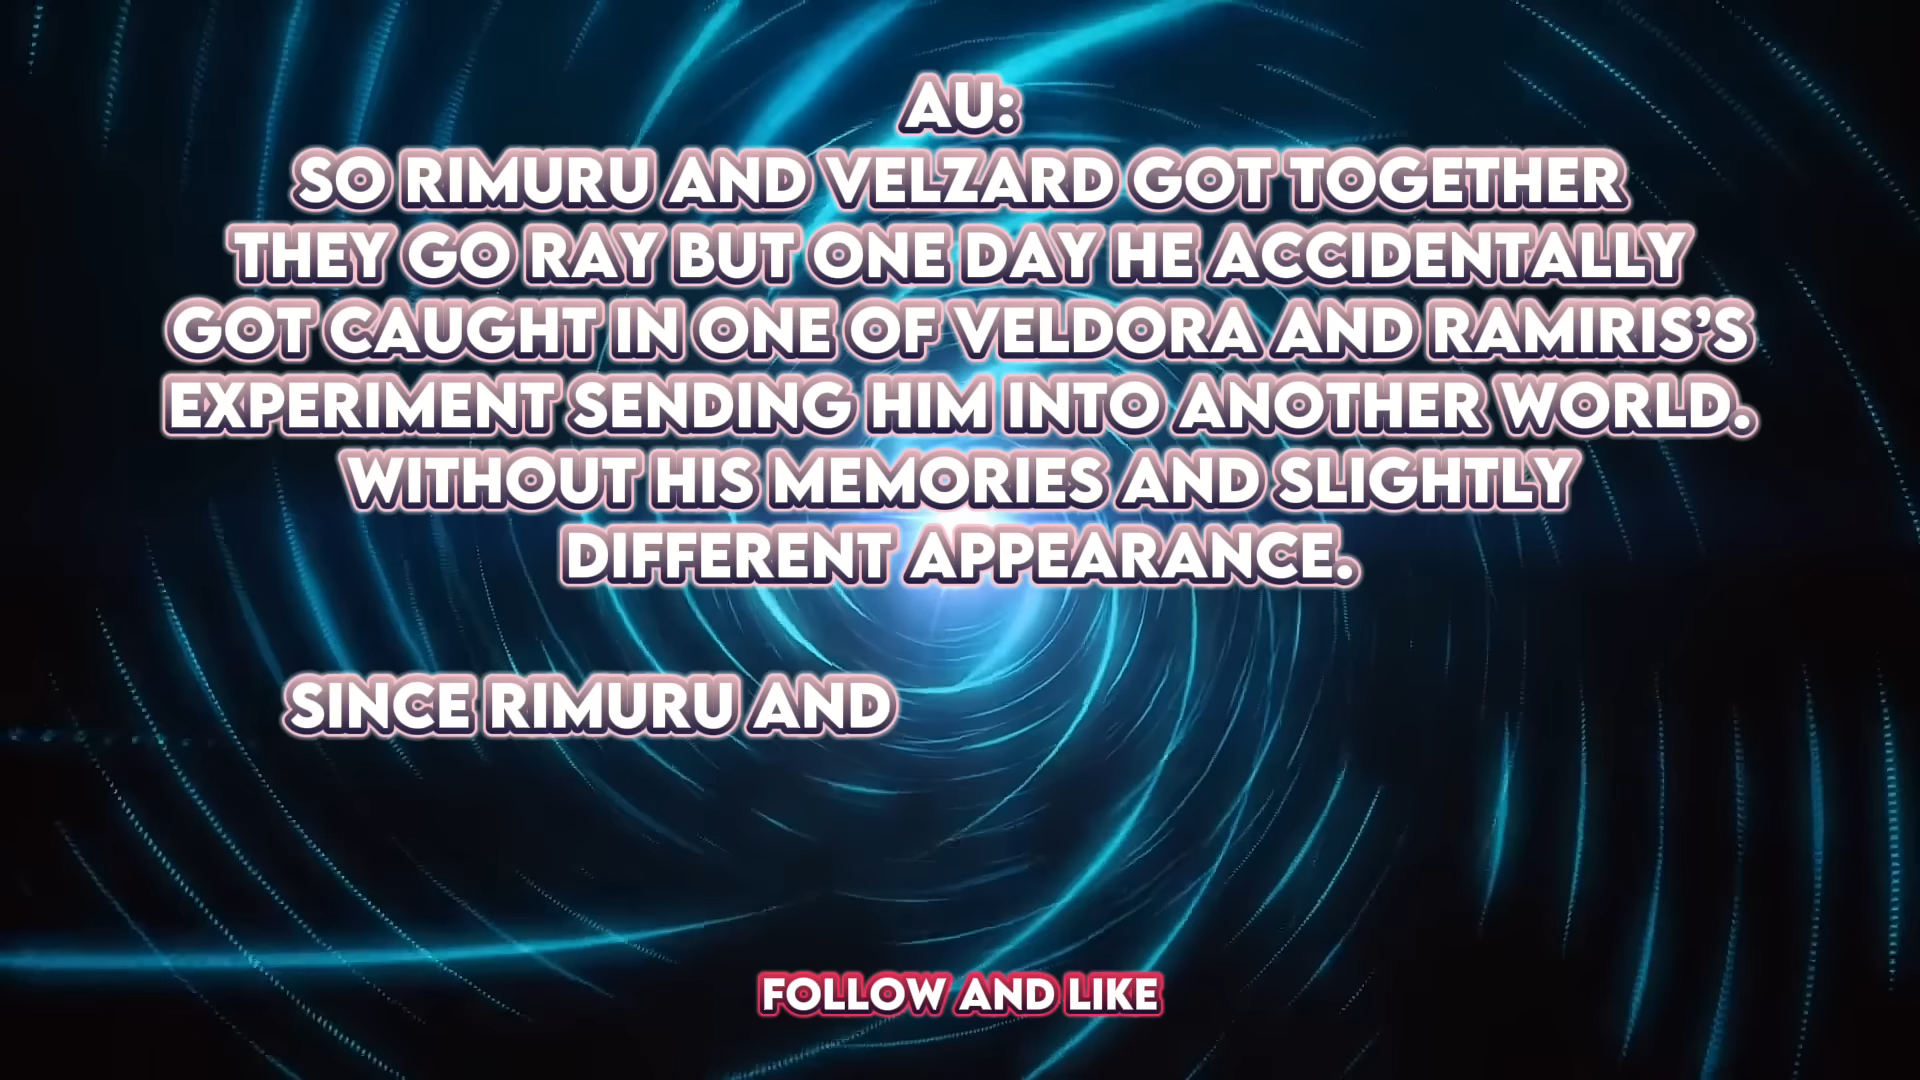 AU:
SO RIMURU AND VELZARD GOT TOGETHER
THEY GO RAY BUT ONE DAY HE ACCIDENTALLY
GOT CAUGHT IN ONE OF VELDORA AND RAMIRIS’S
EXPERIMENT SENDING HIM INTO ANOTHER WORLD.
WITHOUT HIS MEMORIES AND SLIGHTLY
DIFFERENT APPEARANCE.
SINCE RIMURU AND
FOLLOW AND LIKE